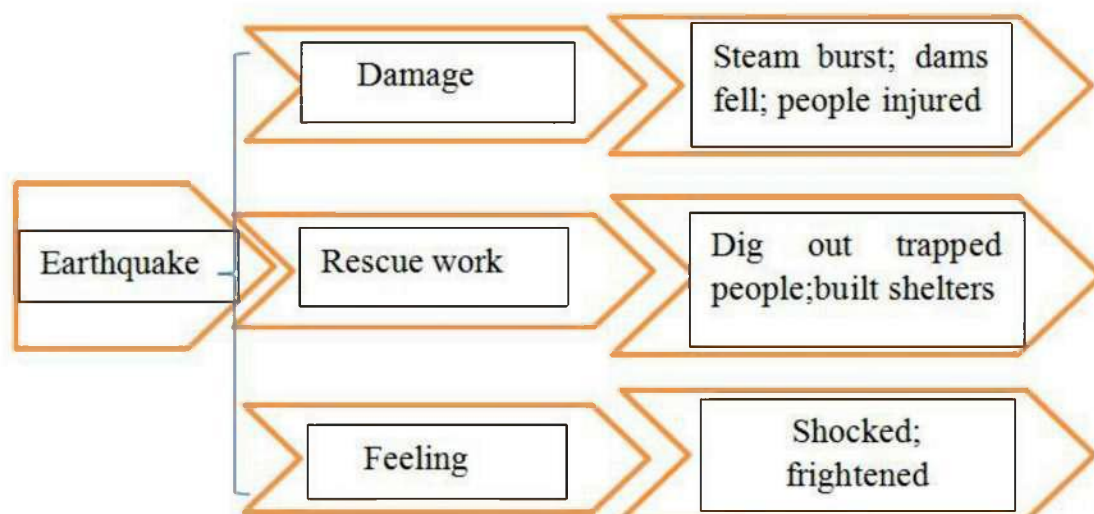 Earthquake
Damage
Steam burst; dams
fell; people injured
Rescue work
Dig out trapped
people;built shelters
Feeling
Shocked;
frightened